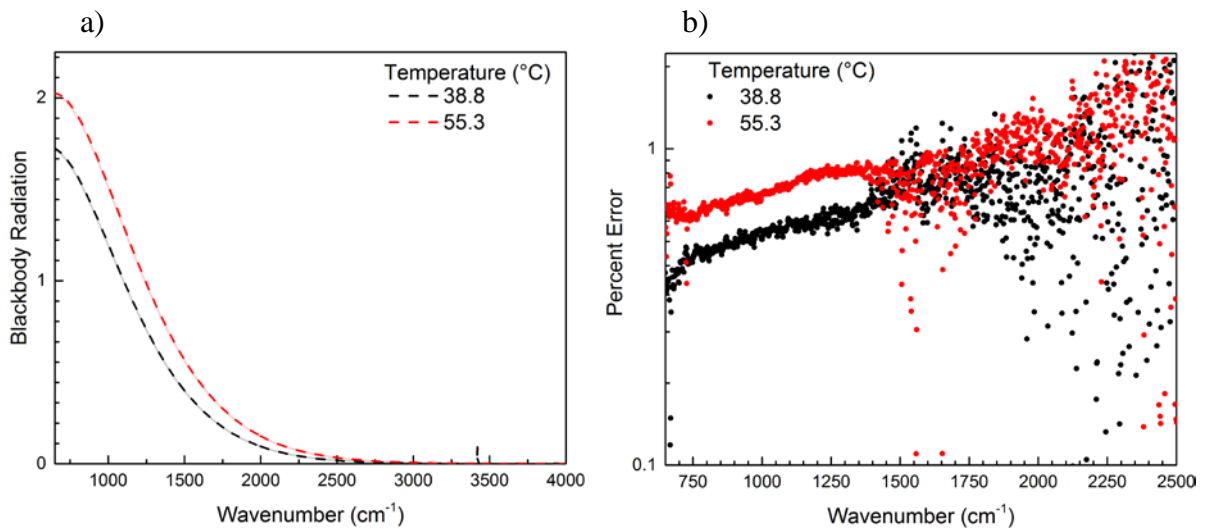 a)
Temperature (°C)
38.8
55.3
Blackbody Radiation
2
1
0
1000 1500 2000 2500 3000 3500 4000
Wavenumber (cm⁻¹)
b)
Temperature (°C)
38.8
55.3
Percent Error
1
0.1
750 1000 1250 1500 1750 2000 2250 2500
Wavenumber (cm⁻¹)